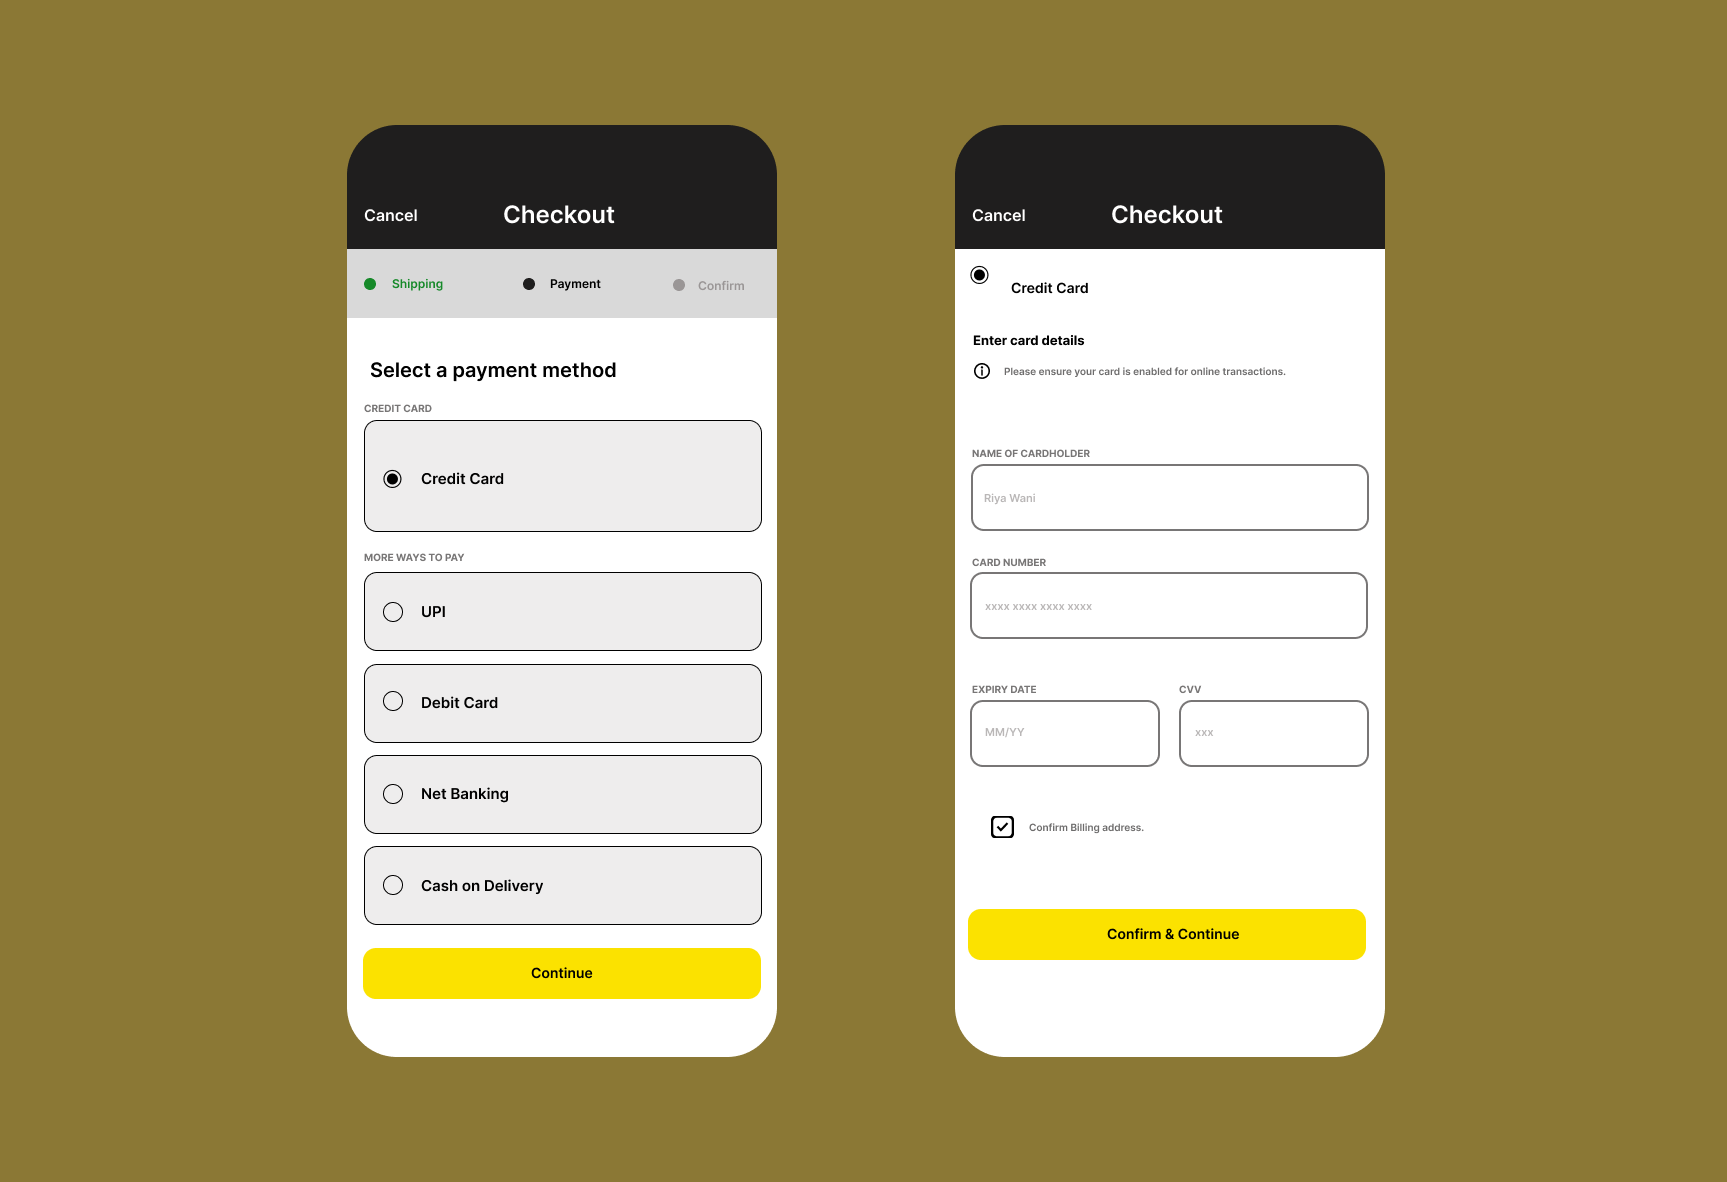 Cancel
Checkout
Shipping
Payment
Confirm
Select a payment method
CREDIT CARD
Credit Card
MORE WAYS TO PAY
UPI
Debit Card
Net Banking
Cash on Delivery
Continue
Cancel
Checkout
Credit Card
Enter card details
Please ensure your card is enabled for online transactions.
NAME OF CARDHOLDER
Riya Wani
CARD NUMBER
xxxx xxxx xxxx xxxx
EXPIRY DATE
CVV
MM/YY
xxx
Confirm Billing address.
Confirm & Continue